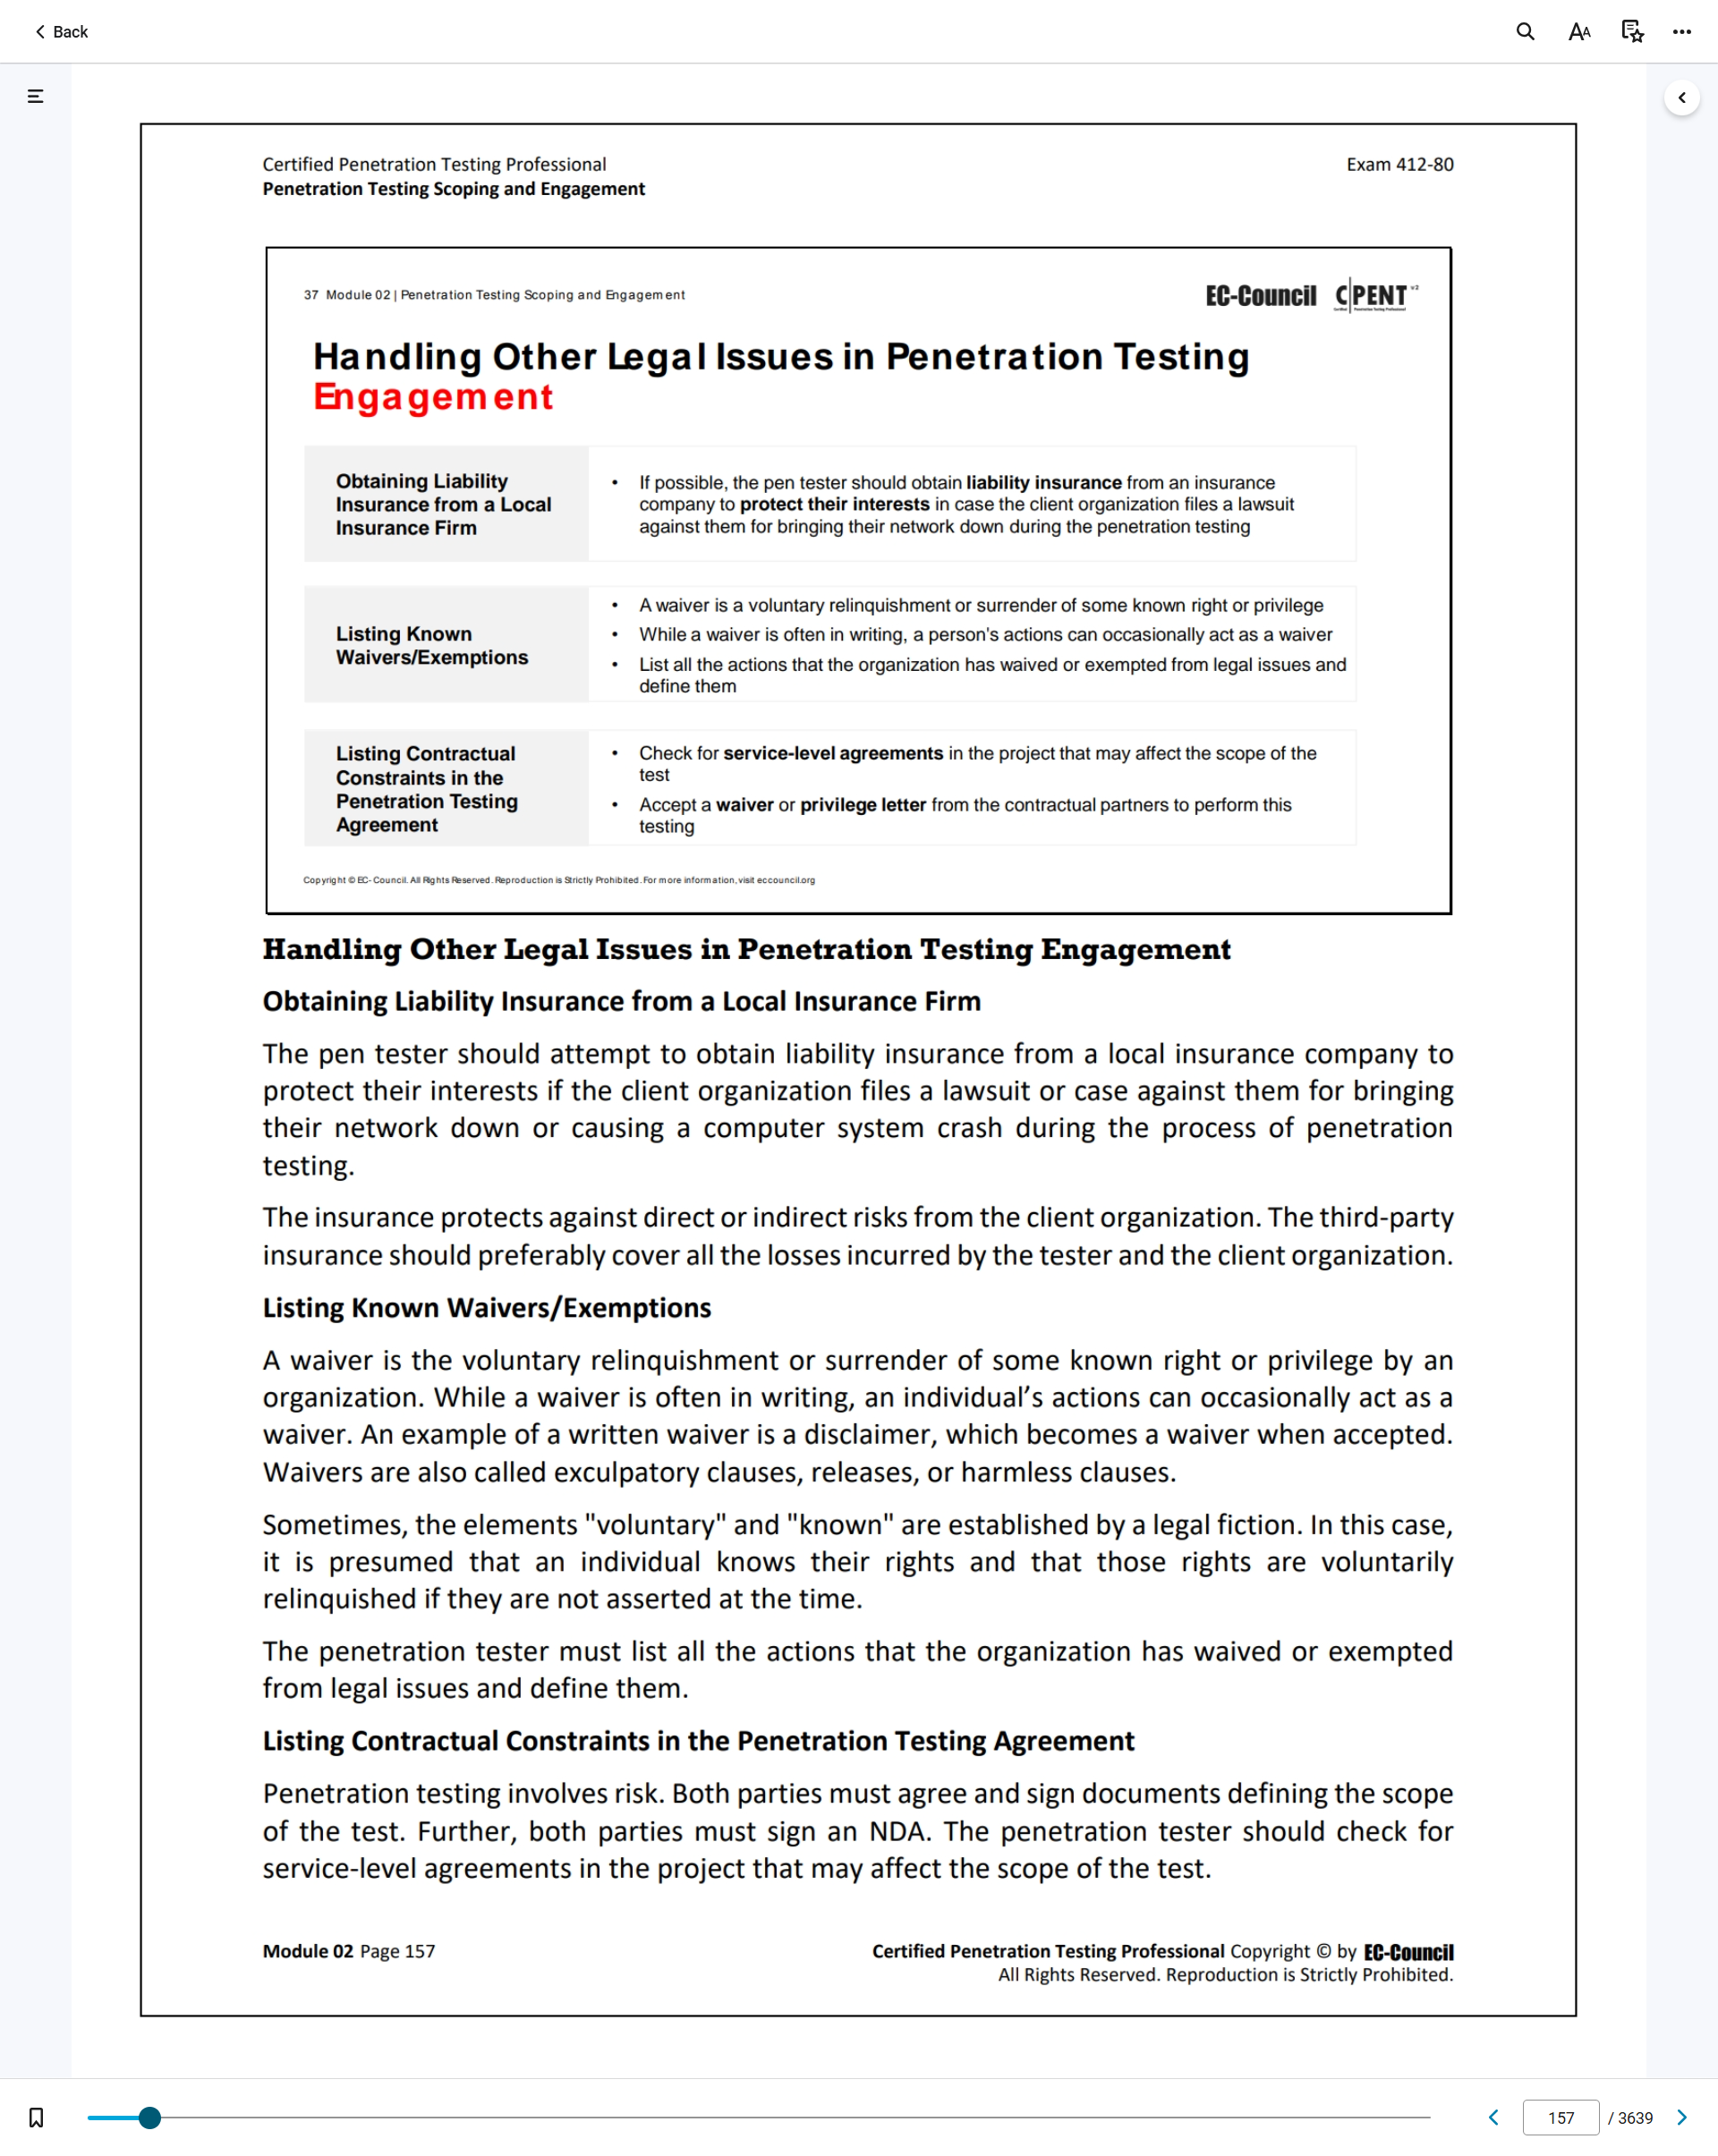 Back
Certified Penetration Testing Professional
Exam 412-80
Penetration Testing Scoping and Engagement
37 Module 02 | Penetration Testing Scoping and Engagement
EC-Council C|PENT v2
Handling Other Legal Issues in Penetration Testing
Engagement
Obtaining Liability
Insurance from a Local
Insurance Firm
• If possible, the pen tester should obtain liability insurance from an insurance
company to protect their interests in case the client organization files a lawsuit
against them for bringing their network down during the penetration testing
Listing Known
Waivers/Exemptions
• A waiver is a voluntary relinquishment or surrender of some known right or privilege
• While a waiver is often in writing, a person's actions can occasionally act as a waiver
• List all the actions that the organization has waived or exempted from legal issues and
define them
Listing Contractual
Constraints in the
Penetration Testing
Agreement
• Check for service-level agreements in the project that may affect the scope of the
test
• Accept a waiver or privilege letter from the contractual partners to perform this
testing
Copyright © EC-Council. All Rights Reserved. Reproduction is Strictly Prohibited. For more information, visit eccouncil.org
Handling Other Legal Issues in Penetration Testing Engagement
Obtaining Liability Insurance from a Local Insurance Firm
The pen tester should attempt to obtain liability insurance from a local insurance company to
protect their interests if the client organization files a lawsuit or case against them for bringing
their network down or causing a computer system crash during the process of penetration
testing.
The insurance protects against direct or indirect risks from the client organization. The third-party
insurance should preferably cover all the losses incurred by the tester and the client organization.
Listing Known Waivers/Exemptions
A waiver is the voluntary relinquishment or surrender of some known right or privilege by an
organization. While a waiver is often in writing, an individual’s actions can occasionally act as a
waiver. An example of a written waiver is a disclaimer, which becomes a waiver when accepted.
Waivers are also called exculpatory clauses, releases, or harmless clauses.
Sometimes, the elements "voluntary" and "known" are established by a legal fiction. In this case,
it is presumed that an individual knows their rights and that those rights are voluntarily
relinquished if they are not asserted at the time.
The penetration tester must list all the actions that the organization has waived or exempted
from legal issues and define them.
Listing Contractual Constraints in the Penetration Testing Agreement
Penetration testing involves risk. Both parties must agree and sign documents defining the scope
of the test. Further, both parties must sign an NDA. The penetration tester should check for
service-level agreements in the project that may affect the scope of the test.
Module 02 Page 157
Certified Penetration Testing Professional Copyright © by EC-Council
All Rights Reserved. Reproduction is Strictly Prohibited.
157 / 3639